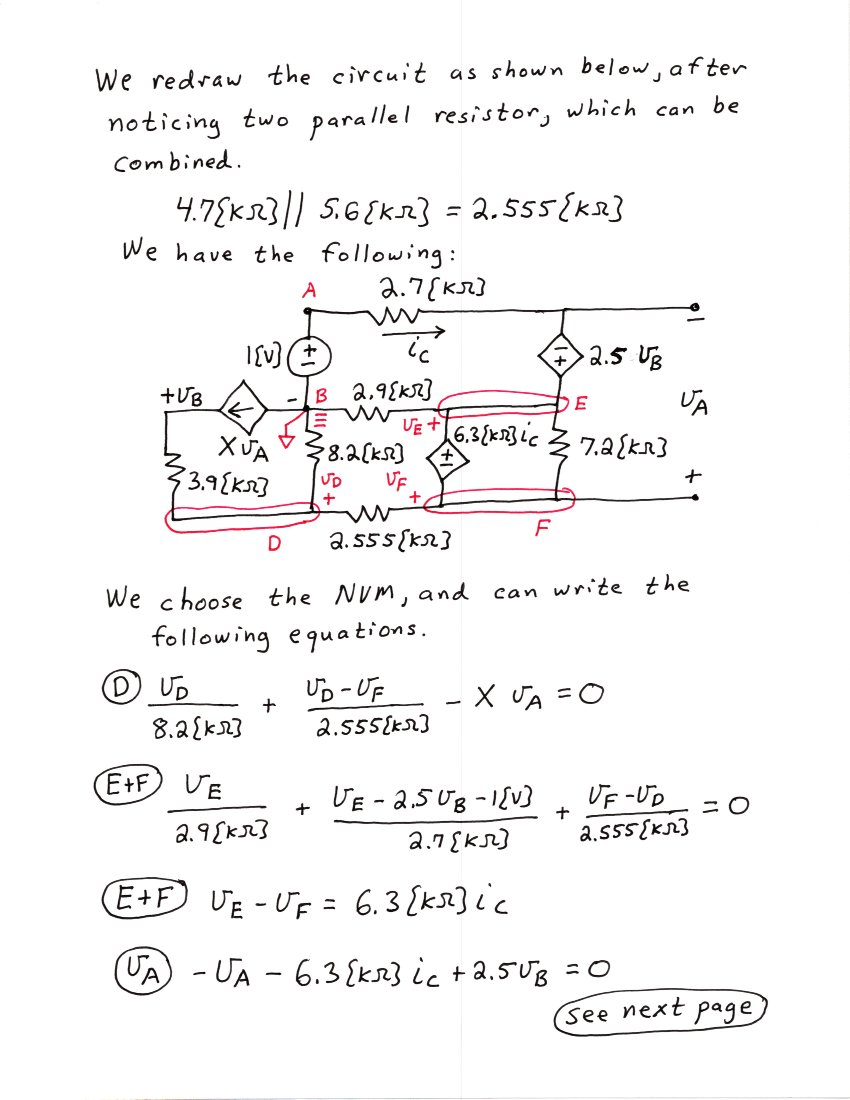 We redraw the circuit as shown below, after
noticing two parallel resistor, which can be
combined.
4.7{kΩ}|| 5.6{kΩ} = 2.555{kΩ}
We have the following:
A
2.7{kΩ}
−
1{V}
+
−
i_C
−
+
2.5 v_B
+v_B
−
B
2.9{kΩ}
E
v_A
v_E +
6.3{kΩ} i_C
X v_A
8.2{kΩ}
+
−
7.2{kΩ}
3.9{kΩ}
v_D
+
v_F
+
+
D
2.555{kΩ}
F
We choose the NVM, and can write the
following equations.
(D) v_D/8.2{kΩ} + (v_D − v_F)/2.555{kΩ} − X v_A = 0
(E+F) v_E/2.9{kΩ} + (v_E − 2.5 v_B − 1{V})/2.7{kΩ} + (v_F − v_D)/2.555{kΩ} = 0
(E+F) v_E − v_F = 6.3{kΩ} i_C
(v_A) − v_A − 6.3{kΩ} i_C + 2.5 v_B = 0
see next page